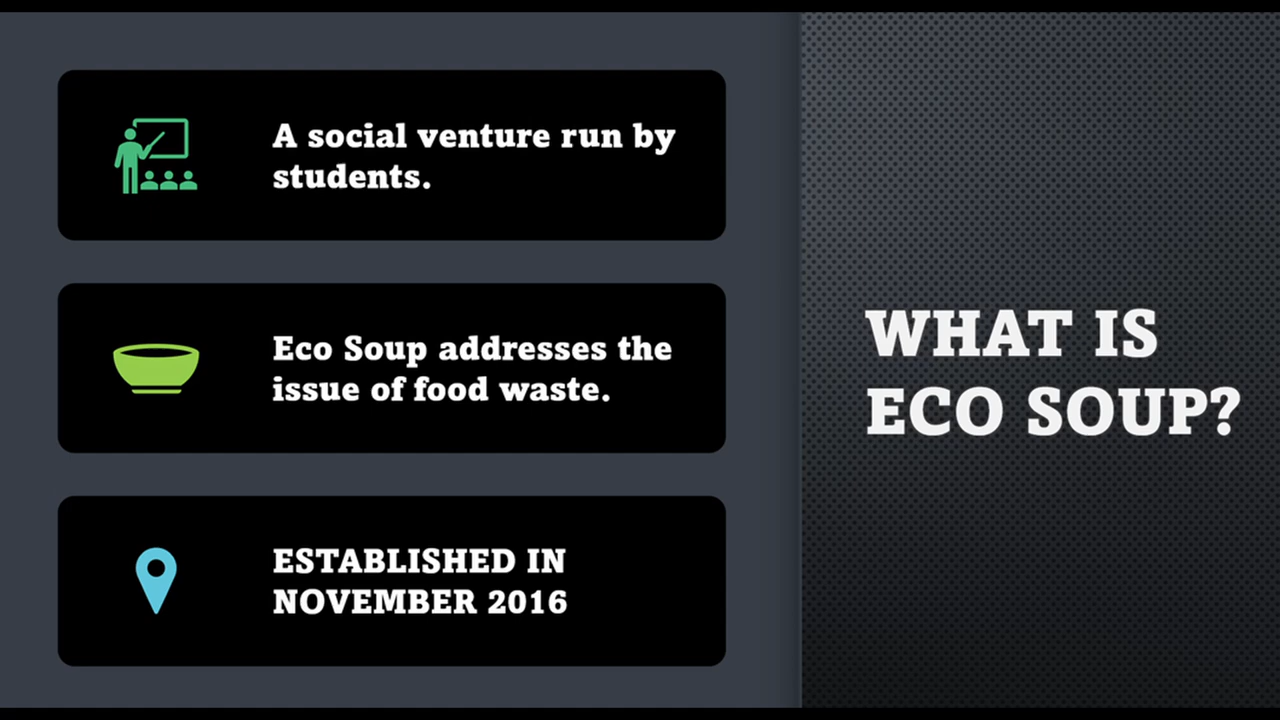 A social venture run by
students.
Eco Soup addresses the
issue of food waste.
ESTABLISHED IN
NOVEMBER 2016
WHAT IS
ECO SOUP?